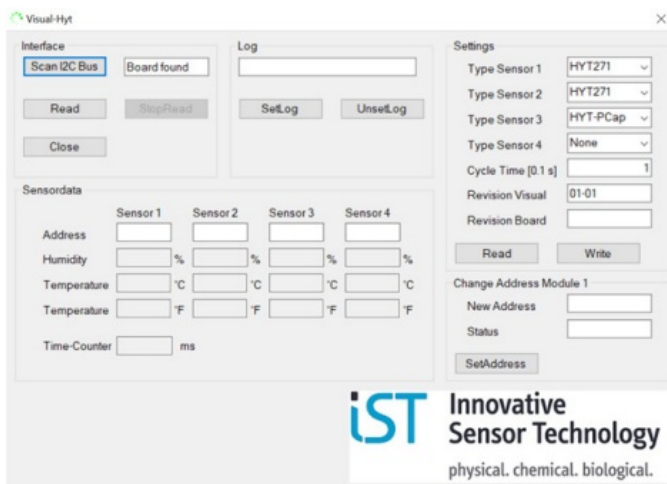 Visual-Hyt
Interface
Scan I2C Bus Board found
Read StopRead
Close
Log
SetLog UnsetLog
Settings
Type Sensor 1 HYT271
Type Sensor 2 HYT271
Type Sensor 3 HYT-PCap
Type Sensor 4 None
Cycle Time [0.1 s] 1
Revision Visual 01-01
Revision Board
Read Write
Sensordata
Sensor 1 Sensor 2 Sensor 3 Sensor 4
Address
Humidity % % % %
Temperature °C °C °C °C
Temperature °F °F °F °F
Time-Counter ms
Change Address Module 1
New Address
Status
SetAddress
iST Innovative
Sensor Technology
physical. chemical. biological.